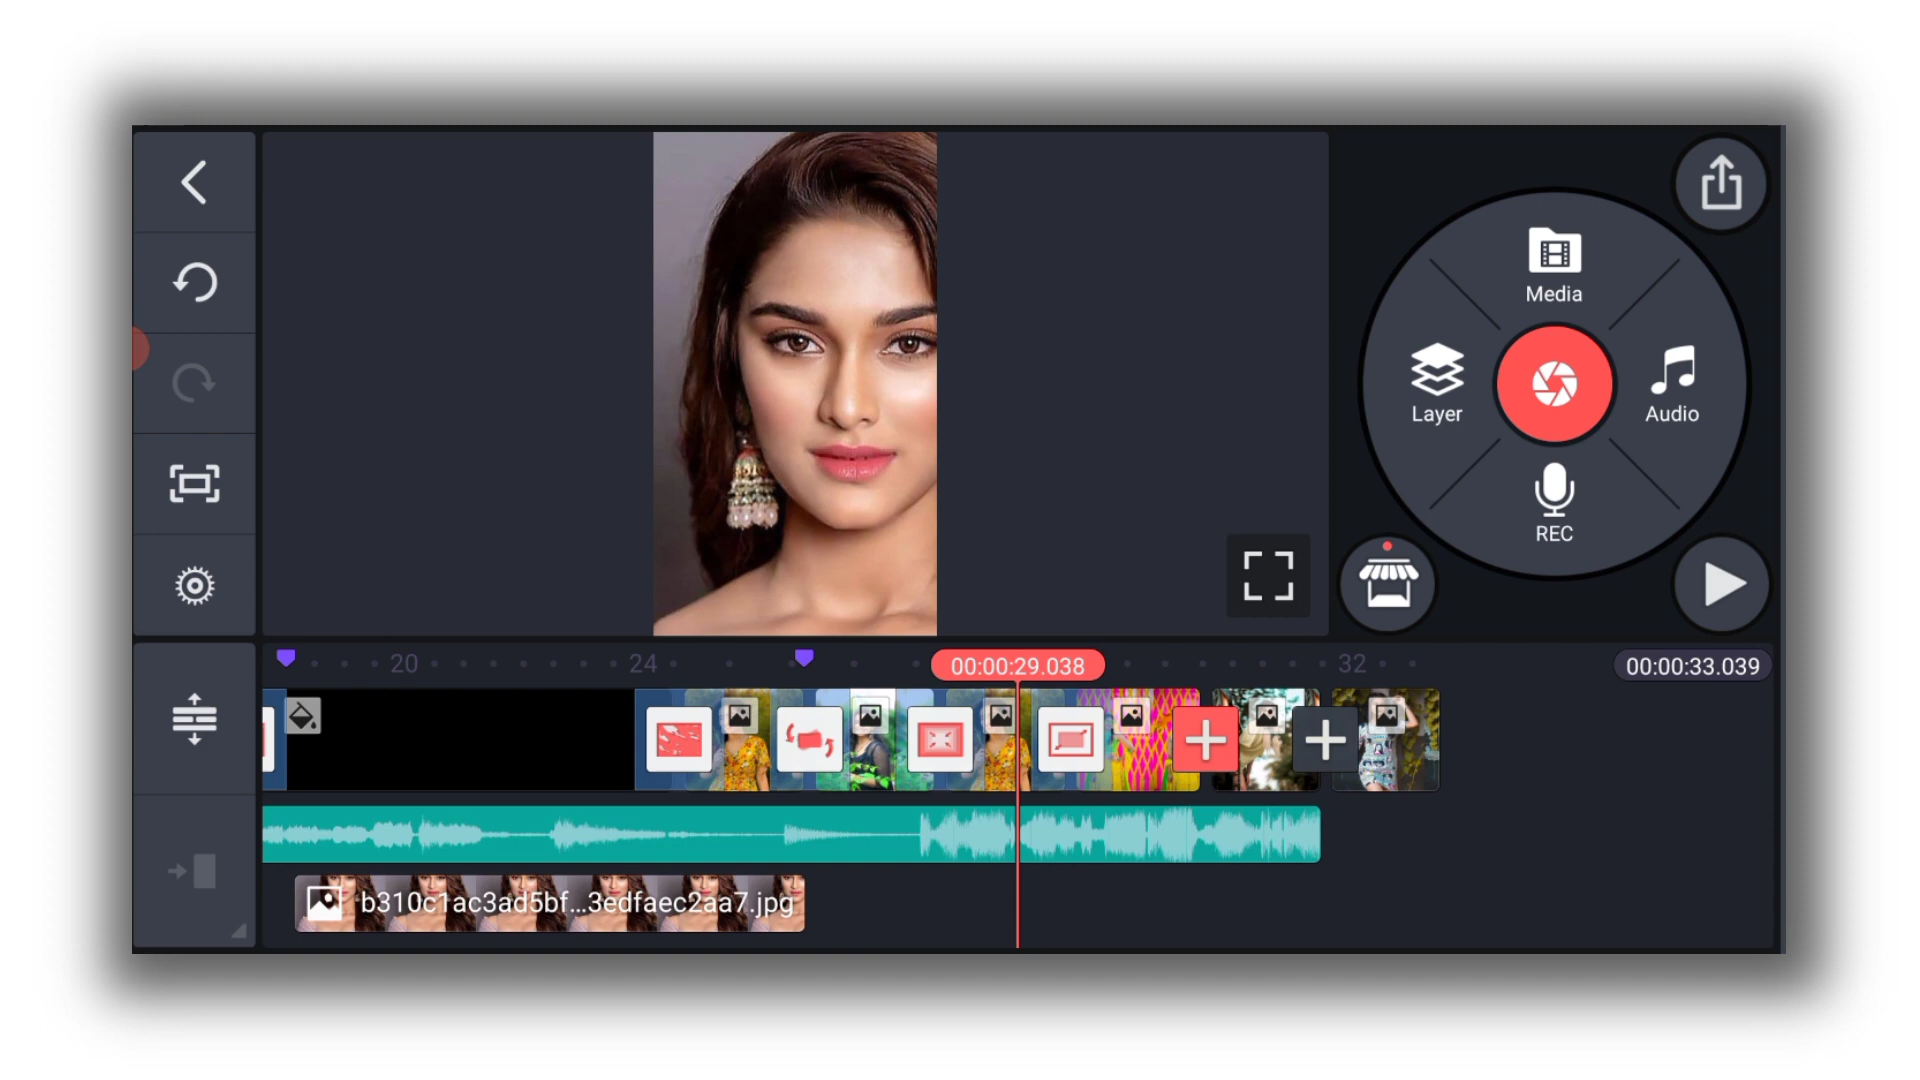 Media
Layer
Audio
REC
20
24
00:00:29.038
32
00:00:33.039
b310c1ac3ad5bf...3edfaec2aa7.jpg